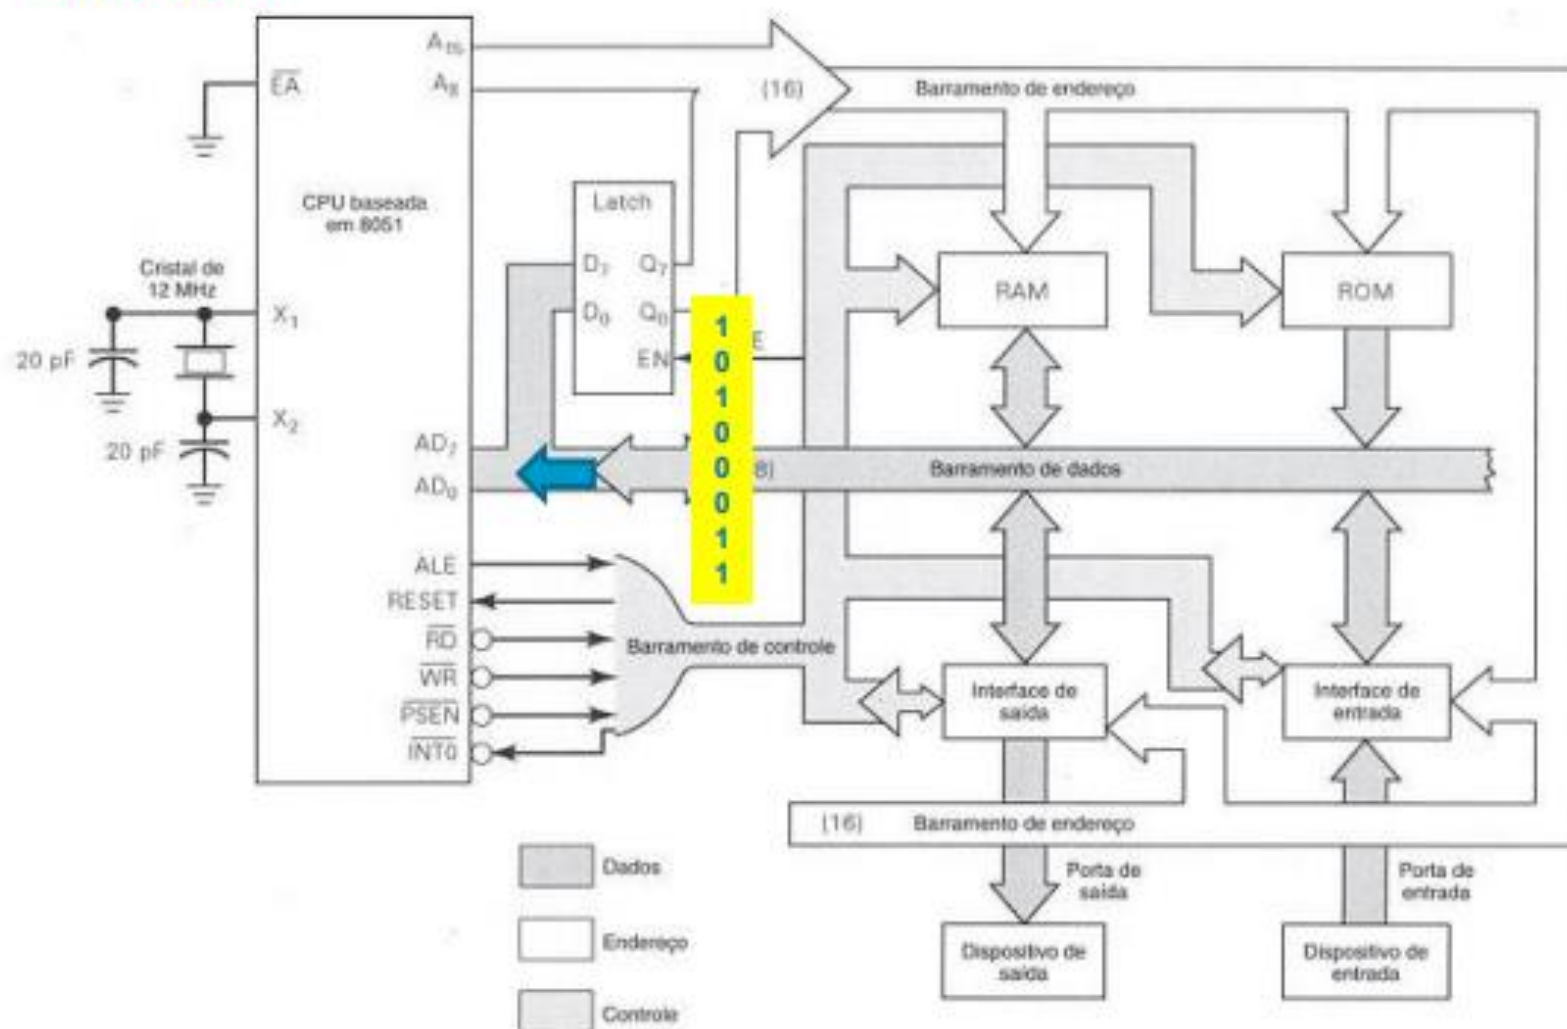 A15
A8
EA
(16)
Barramento de endereço
CPU baseada
em 8051
Latch
D7
Q7
D0
Q0
EN
E
Cristal de
12 MHz
X1
20 pF
X2
20 pF
RAM
ROM
1
0
1
0
0
0
1
1
AD7
AD0
8)
Barramento de dados
ALE
RESET
RD
WR
PSEN
INT0
Barramento de controle
Interface de
saída
Interface de
entrada
(16)
Barramento de endereço
Porta de
saída
Porta de
entrada
Dispositivo de
saída
Dispositivo de
entrada
Dados
Endereço
Controle